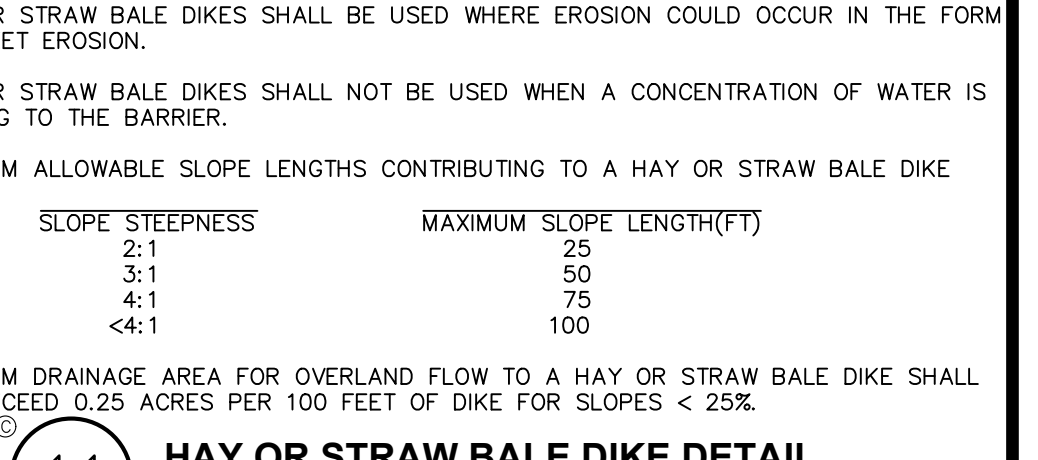 STRAW BALE DIKES SHALL BE USED WHERE EROSION COULD OCCUR IN THE FORM
EROSION.
STRAW BALE DIKES SHALL NOT BE USED WHEN A CONCENTRATION OF WATER IS
TO THE BARRIER.
ALLOWABLE SLOPE LENGTHS CONTRIBUTING TO A HAY OR STRAW BALE DIKE
SLOPE STEEPNESS MAXIMUM SLOPE LENGTH(FT)
2:1 25
3:1 50
4:1 75
<4:1 100
DRAINAGE AREA FOR OVERLAND FLOW TO A HAY OR STRAW BALE DIKE SHALL
0.25 ACRES PER 100 FEET OF DIKE FOR SLOPES < 25%.
©
HAY OR STRAW BALE DIKE DETAIL